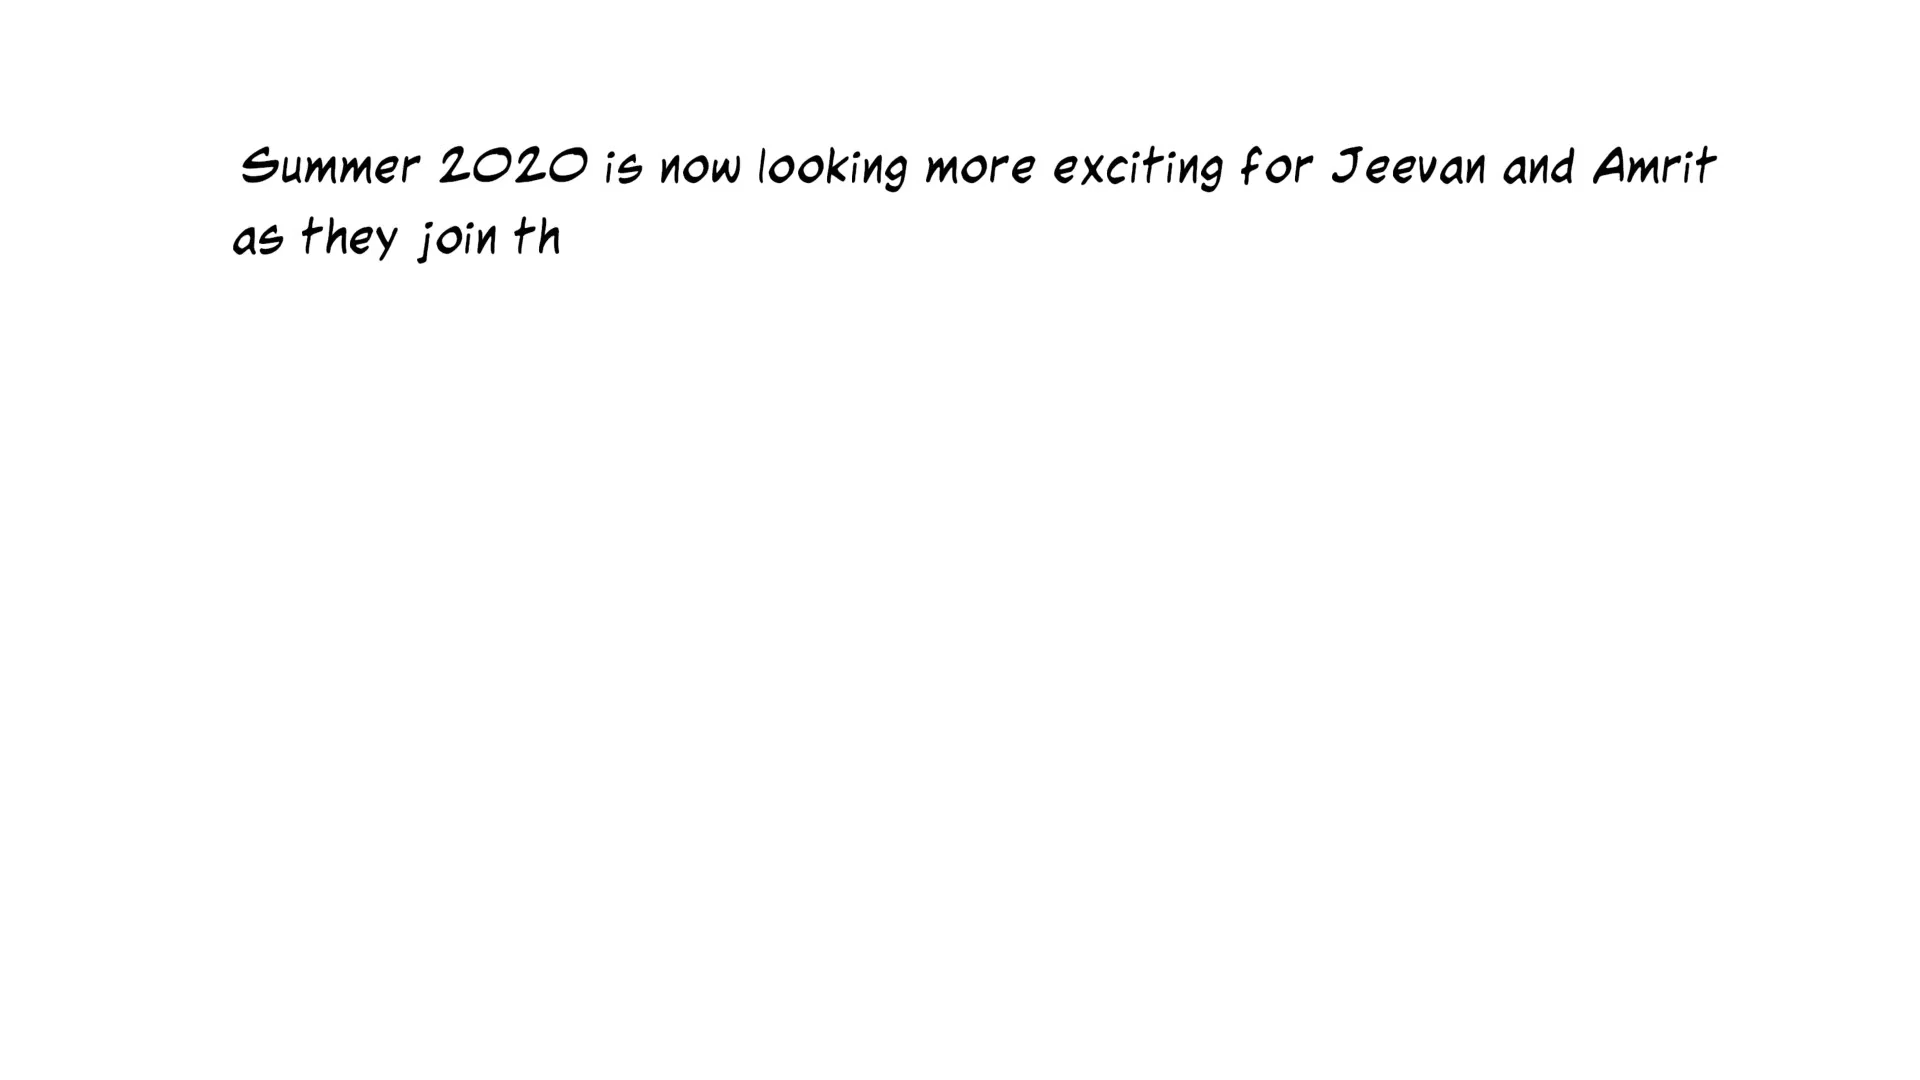 Summer 2020 is now looking more exciting for Jeevan and Amrit
as they join th